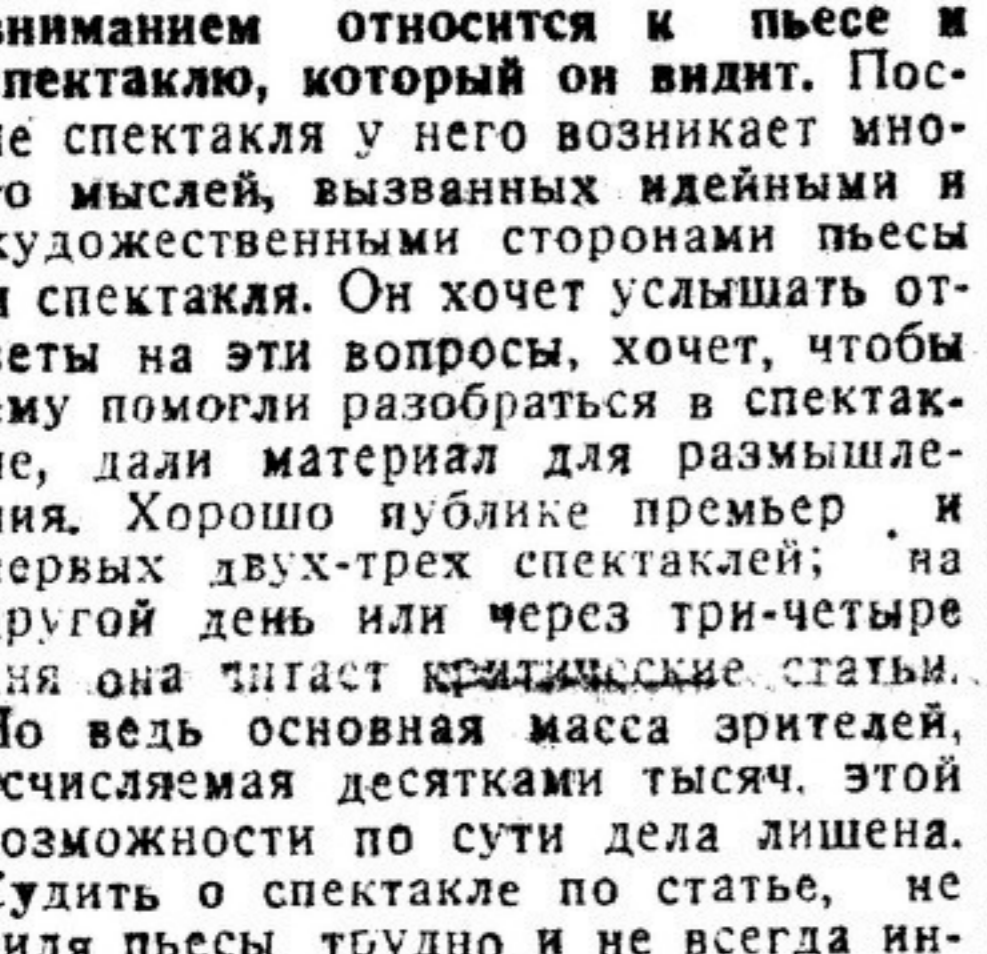 вниманием относится к пьесе и
спектаклю, который он видит. Пос-
ле спектакля у него возникает мно-
го мыслей, вызванных идейными и
художественными сторонами пьесы
и спектакля. Он хочет услышать от-
веты на эти вопросы, хочет, чтобы
ему помогли разобраться в спектак-
ле, дали материал для размышле-
ния. Хорошо публике премьер и
первых двух-трех спектаклей; на
другой день или через три-четыре
дня она читает критические статьи.
Но ведь основная масса зрителей,
исчисляемая десятками тысяч. этой
возможности по сути дела лишена.
Судить о спектакле по статье, не
видя пьесы трудно и не всегда ин-